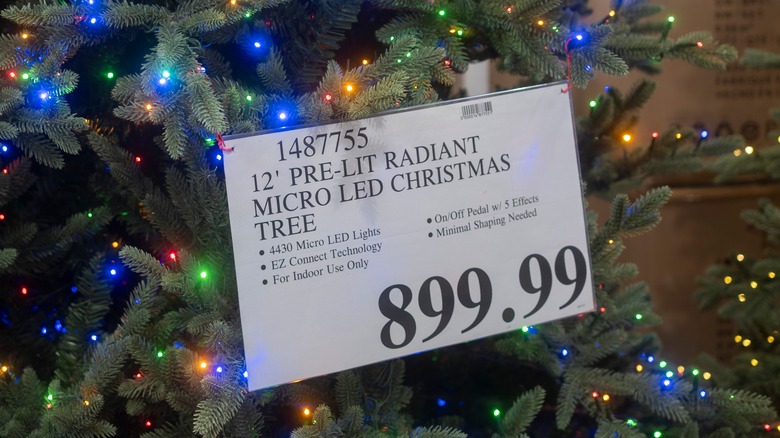 1487755
12' PRE-LIT RADIANT
MICRO LED CHRISTMAS
TREE
• 4430 Micro LED Lights
• EZ Connect Technology
• For Indoor Use Only
• On/Off Pedal w/ 5 Effects
• Minimal Shaping Needed
899.99